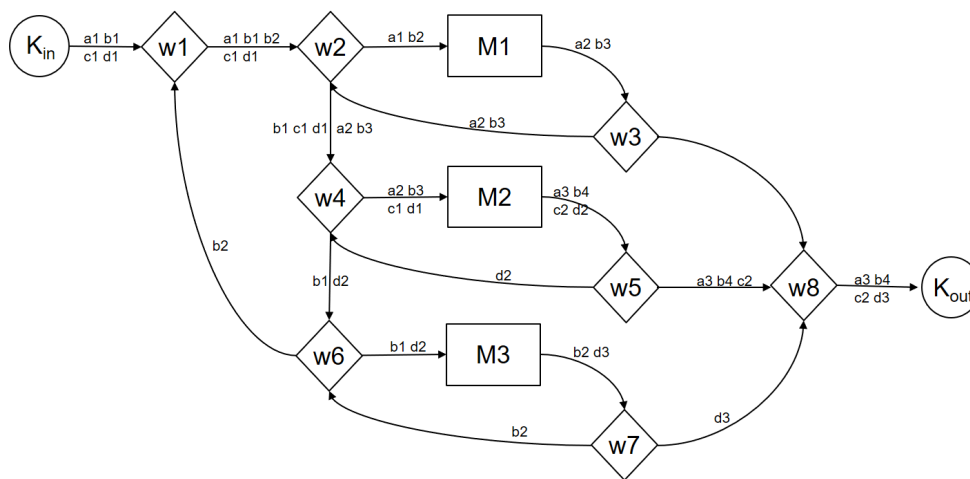 K_in
a1 b1
c1 d1
w1
a1 b1 b2
c1 d1
w2
a1 b2
M1
a2 b3
b1 c1 d1
a2 b3
a2 b3
w3
w4
a2 b3
c1 d1
M2
a3 b4
c2 d2
b2
b1 d2
d2
w5
a3 b4 c2
w8
a3 b4
c2 d3
K_out
w6
b1 d2
M3
b2 d3
b2
w7
d3